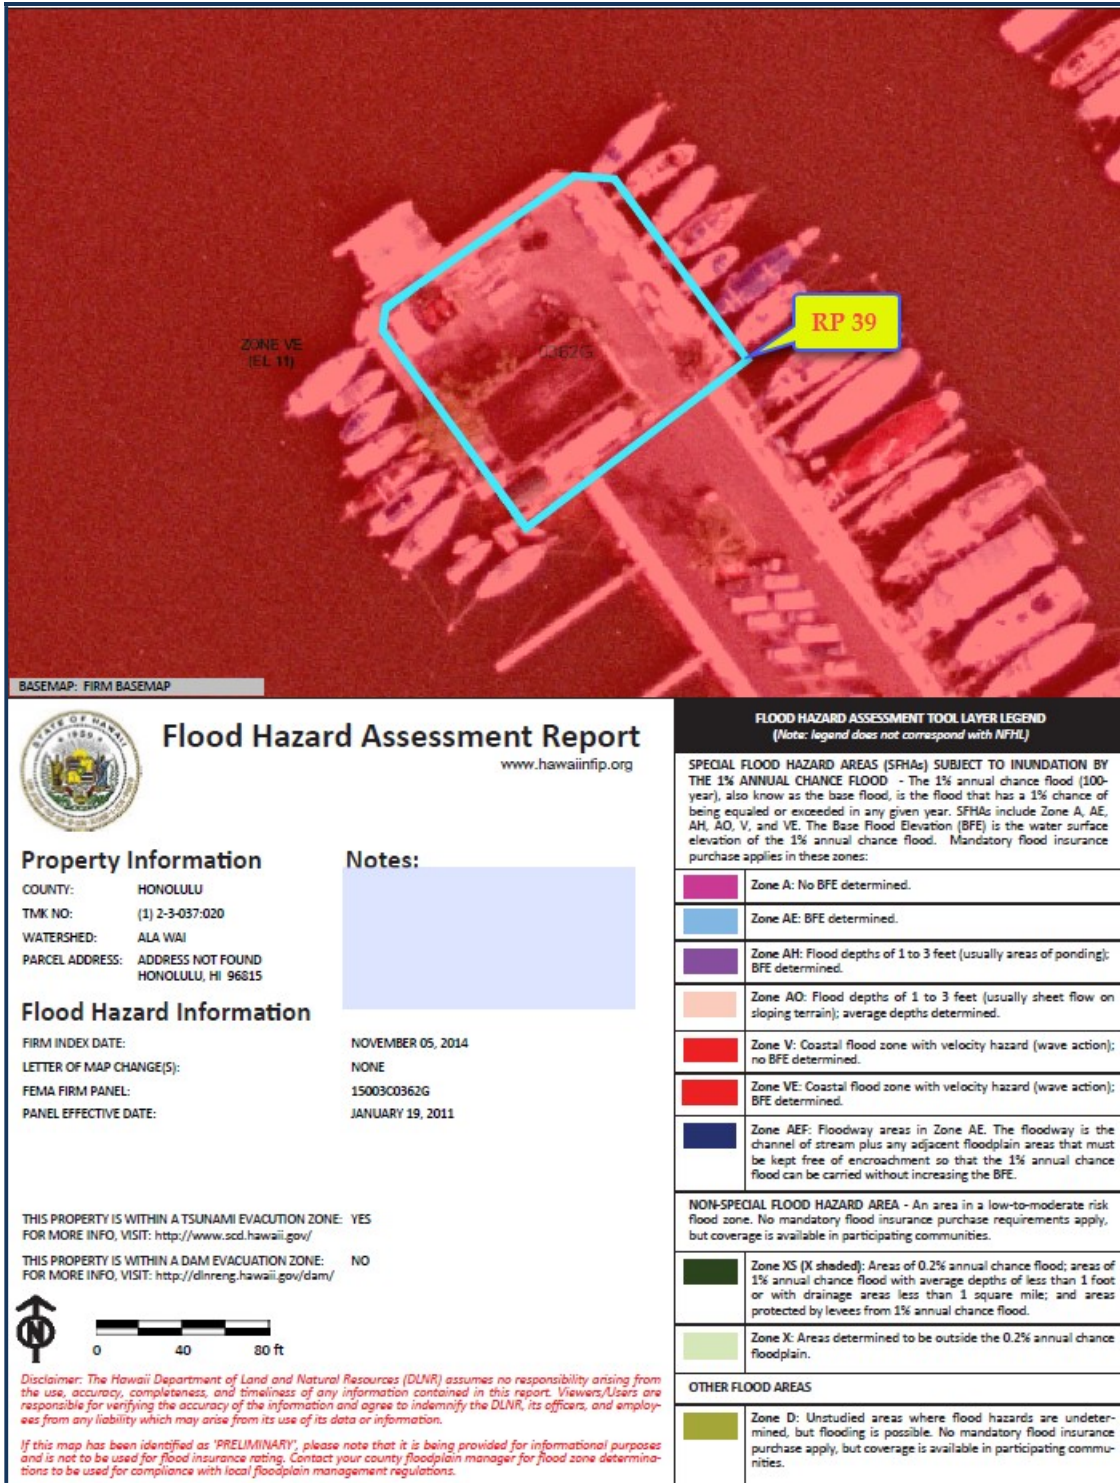 RP 39
ZONE VE
(EL 11)
0362G
BASEMAP: FIRM BASEMAP
STATE OF HAWAII
1959
Flood Hazard Assessment Report
www.hawaiinfip.org
Property Information
COUNTY: HONOLULU
TMK NO: (1) 2-3-037:020
WATERSHED: ALA WAI
PARCEL ADDRESS: ADDRESS NOT FOUND
HONOLULU, HI 96815
Notes:
Flood Hazard Information
FIRM INDEX DATE: NOVEMBER 05, 2014
LETTER OF MAP CHANGE(S): NONE
FEMA FIRM PANEL: 15003C0362G
PANEL EFFECTIVE DATE: JANUARY 19, 2011
THIS PROPERTY IS WITHIN A TSUNAMI EVACUTION ZONE: YES
FOR MORE INFO, VISIT: http://www.scd.hawaii.gov/
THIS PROPERTY IS WITHIN A DAM EVACUATION ZONE: NO
FOR MORE INFO, VISIT: http://dlnreng.hawaii.gov/dam/
N
0 40 80 ft
Disclaimer: The Hawaii Department of Land and Natural Resources (DLNR) assumes no responsibility arising from
the use, accuracy, completeness, and timeliness of any information contained in this report. Viewers/Users are
responsible for verifying the accuracy of the information and agree to indemnify the DLNR, its officers, and employ-
ees from any liability which may arise from its use of its data or information.
If this map has been identified as 'PRELIMINARY', please note that it is being provided for informational purposes
and is not to be used for flood insurance rating. Contact your county floodplain manager for flood zone determina-
tions to be used for compliance with local floodplain management regulations.
FLOOD HAZARD ASSESSMENT TOOL LAYER LEGEND
(Note: legend does not correspond with NFHL)
SPECIAL FLOOD HAZARD AREAS (SFHAs) SUBJECT TO INUNDATION BY
THE 1% ANNUAL CHANCE FLOOD - The 1% annual chance flood (100-
year), also know as the base flood, is the flood that has a 1% chance of
being equaled or exceeded in any given year. SFHAs include Zone A, AE,
AH, AO, V, and VE. The Base Flood Elevation (BFE) is the water surface
elevation of the 1% annual chance flood. Mandatory flood insurance
purchase applies in these zones:
Zone A: No BFE determined.
Zone AE: BFE determined.
Zone AH: Flood depths of 1 to 3 feet (usually areas of ponding);
BFE determined.
Zone AO: Flood depths of 1 to 3 feet (usually sheet flow on
sloping terrain); average depths determined.
Zone V: Coastal flood zone with velocity hazard (wave action);
no BFE determined.
Zone VE: Coastal flood zone with velocity hazard (wave action);
BFE determined.
Zone AEF: Floodway areas in Zone AE. The floodway is the
channel of stream plus any adjacent floodplain areas that must
be kept free of encroachment so that the 1% annual chance
flood can be carried without increasing the BFE.
NON-SPECIAL FLOOD HAZARD AREA - An area in a low-to-moderate risk
flood zone. No mandatory flood insurance purchase requirements apply,
but coverage is available in participating communities.
Zone XS (X shaded): Areas of 0.2% annual chance flood; areas of
1% annual chance flood with average depths of less than 1 foot
or with drainage areas less than 1 square mile; and areas
protected by levees from 1% annual chance flood.
Zone X: Areas determined to be outside the 0.2% annual chance
floodplain.
OTHER FLOOD AREAS
Zone D: Unstudied areas where flood hazards are undeter-
mined, but flooding is possible. No mandatory flood insurance
purchase apply, but coverage is available in participating commu-
nities.